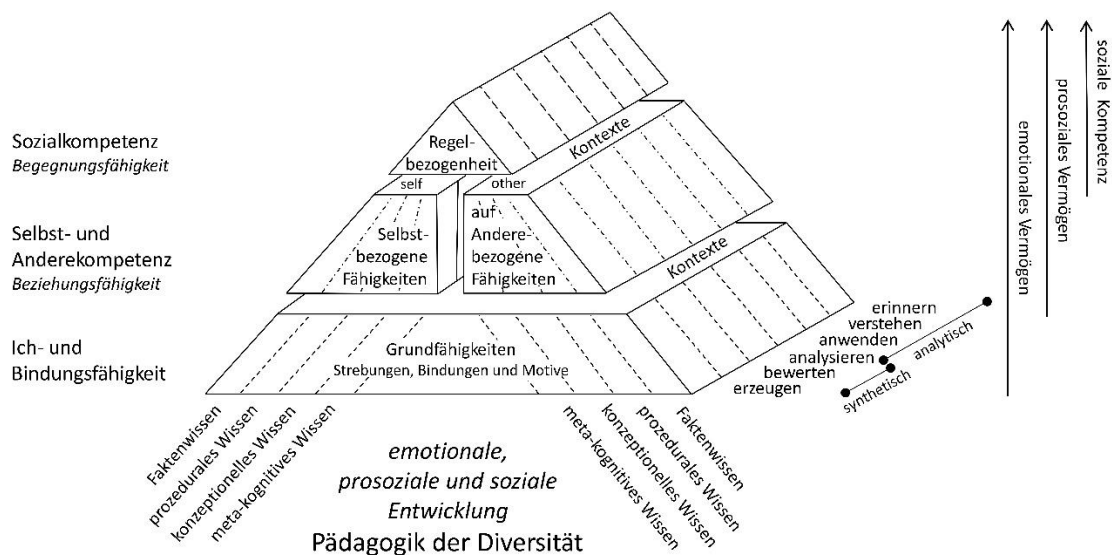 Sozialkompetenz
Begegnungsfähigkeit
Selbst- und
Anderekompetenz
Beziehungsfähigkeit
Ich- und
Bindungsfähigkeit
Regel-
bezogenheit
Kontexte
self
other
Selbst-
bezogene
Fähigkeiten
auf
Andere-
bezogene
Fähigkeiten
Kontexte
Grundfähigkeiten
Strebungen, Bindungen und Motive
erinnern
verstehen
anwenden
analysieren
bewerten
erzeugen
analytisch
synthetisch
emotionales Vermögen
prosoziales Vermögen
soziale Kompetenz
Faktenwissen
prozedurales Wissen
konzeptionelles Wissen
meta-kognitives Wissen
meta-kognitives Wissen
konzeptionelles Wissen
prozedurales Wissen
Faktenwissen
emotionale,
prosoziale und soziale
Entwicklung
Pädagogik der Diversität